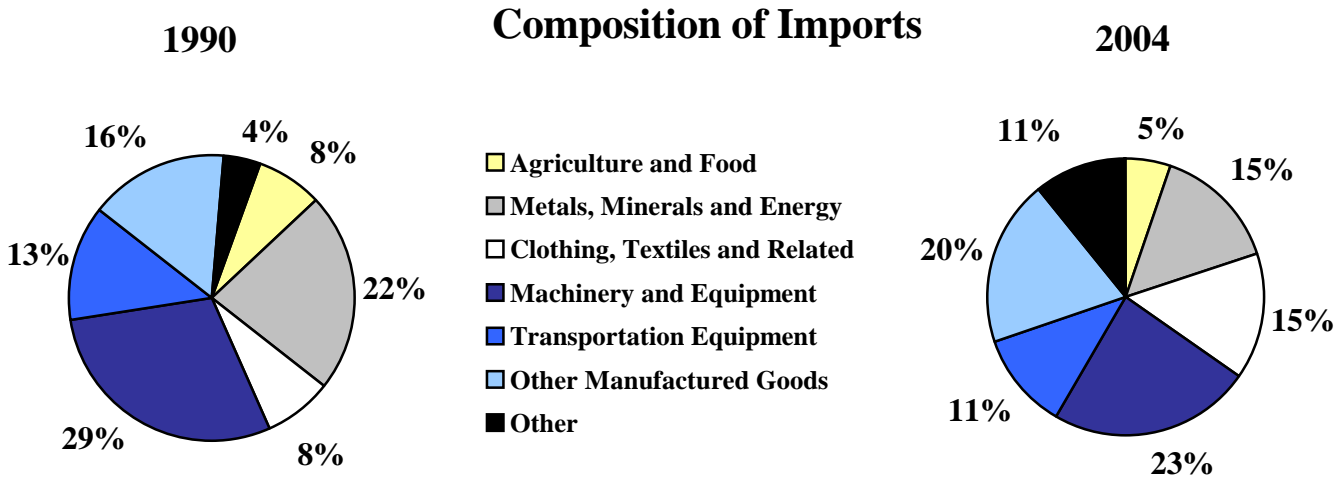 Composition of Imports
1990
2004
16%
4%
8%
13%
22%
29%
8%
Agriculture and Food
Metals, Minerals and Energy
Clothing, Textiles and Related
Machinery and Equipment
Transportation Equipment
Other Manufactured Goods
Other
11%
5%
15%
20%
15%
11%
23%